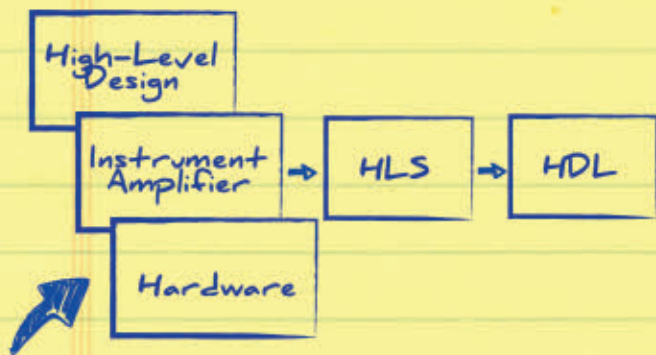 High-Level
Design
Instrument
Amplifier
HLS
HDL
Hardware